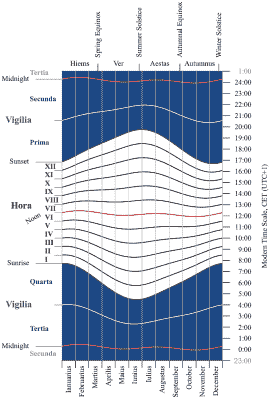 Spring Equinox
Summer Solstice
Autumnal Equinox
Winter Solstice
Hiems
Ver
Aestas
Autumnus
Tertia
Midnight
Secunda
Vigilia
Prima
Sunset
XII
XI
X
IX
VIII
Hora
VII
Noon
VI
V
IV
III
II
I
Sunrise
Quarta
Vigilia
Tertia
Midnight
Secunda
1:00
24:00
23:00
22:00
21:00
20:00
19:00
18:00
17:00
16:00
15:00
14:00
13:00
12:00
11:00
10:00
9:00
8:00
7:00
6:00
5:00
4:00
3:00
2:00
1:00
0:00
23:00
Modern Time Scale, CET (UTC+1)
Ianuarius
Februarius
Martius
Aprilis
Maius
Iunius
Iulius
Augustus
September
October
November
December